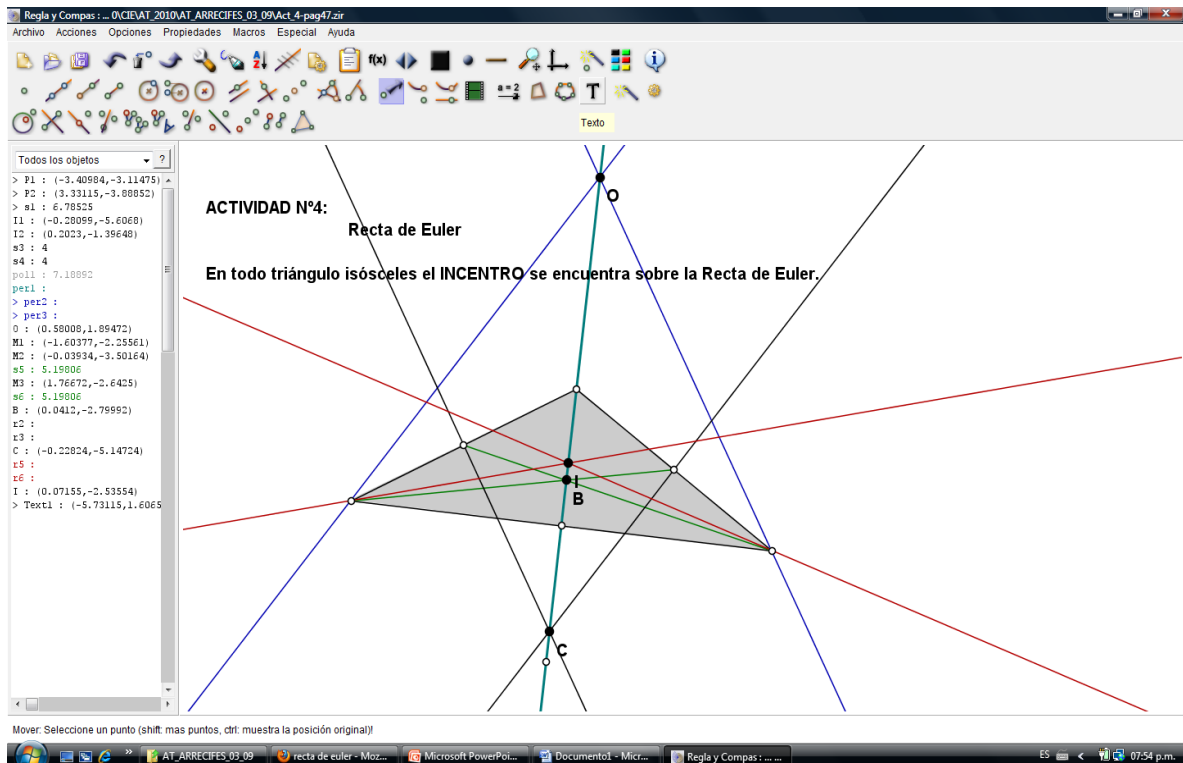 Regla y Compas : ... 0\CIE\AT_2010\AT_ARRECIFES_03_09\Act_4-pag47.zir
Archivo Acciones Opciones Propiedades Macros Especial Ayuda
f(x)
a = 2
T
Texto
Todos los objetos
?
> P1 : (-3.40984,-3.11475)
> P2 : (3.33115,-3.88852)
> s1 : 6.78525
I1 : (-0.28099,-5.6068)
I2 : (0.2023,-1.39648)
s3 : 4
s4 : 4
pol1 : 7.18892
per1 :
> per2 :
> per3 :
O : (0.58008,1.89472)
M1 : (-1.60377,-2.25561)
M2 : (-0.03934,-3.50164)
s5 : 5.19806
M3 : (1.76672,-2.6425)
s6 : 5.19806
B : (0.0412,-2.79992)
r2 :
r3 :
C : (-0.22824,-5.14724)
r5 :
r6 :
I : (0.07155,-2.53554)
> Text1 : (-5.73115,1.6065
ACTIVIDAD Nº4:
Recta de Euler
En todo triángulo isósceles el INCENTRO se encuentra sobre la Recta de Euler.
O
I
B
C
Mover: Seleccione un punto (shift: mas puntos, ctrl: muestra la posición original)!
AT_ARRECIFES_03_09
recta de euler - Moz...
Microsoft PowerPoi...
Documento1 - Micr...
Regla y Compas : ... ...
ES
07:54 p.m.